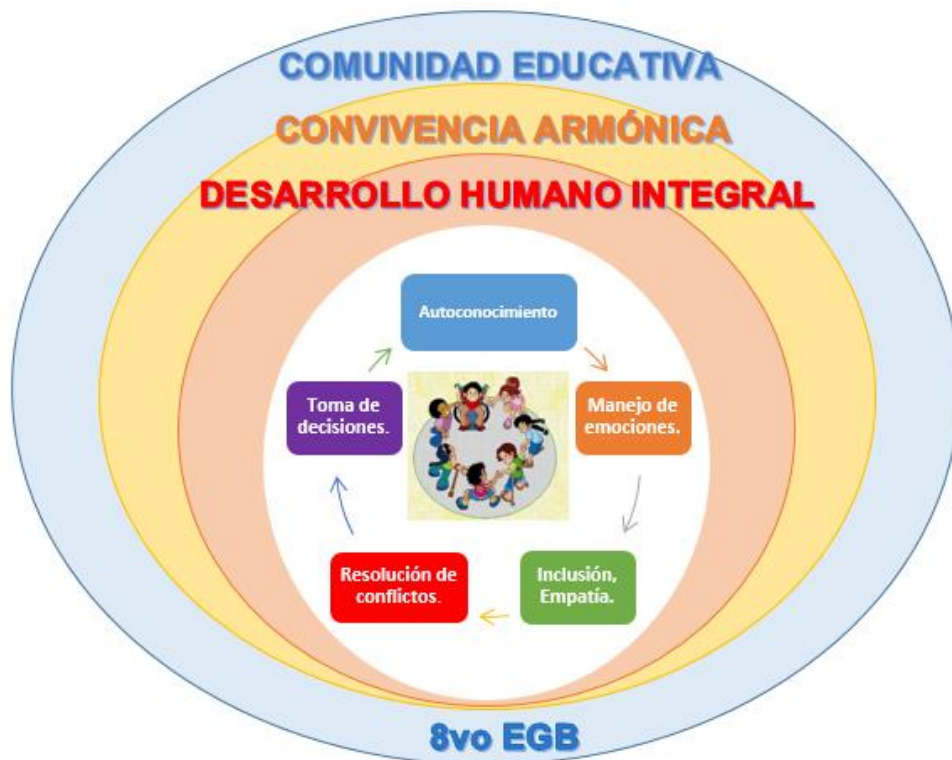 COMUNIDAD EDUCATIVA
CONVIVENCIA ARMÓNICA
DESARROLLO HUMANO INTEGRAL
Autoconocimiento
Toma de
decisiones.
Manejo de
emociones.
Resolución de
conflictos.
Inclusión,
Empatía.
8vo EGB